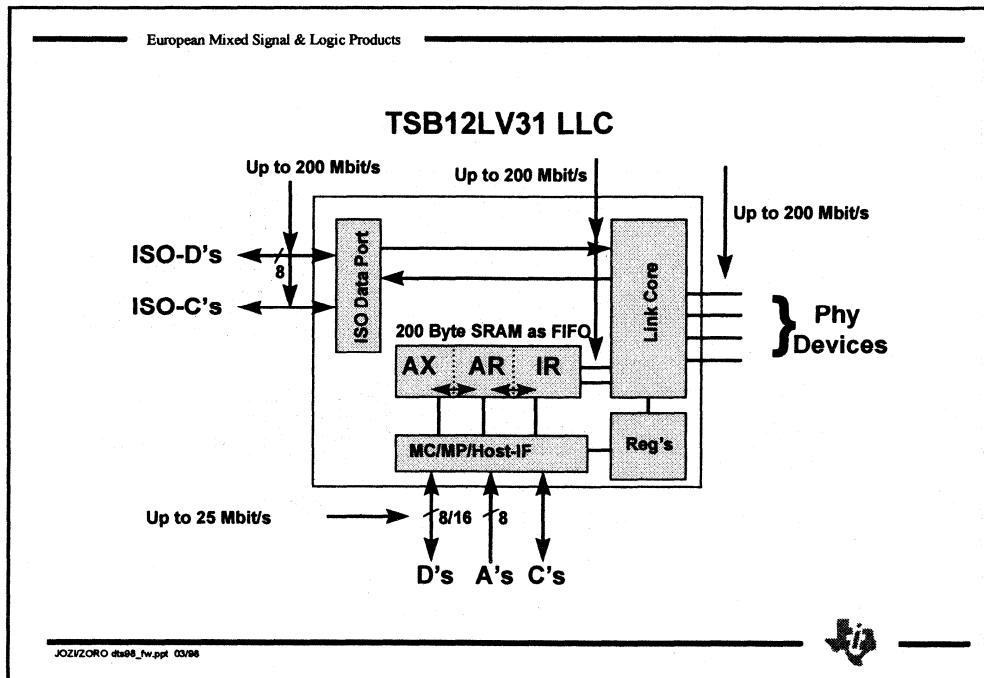 European Mixed Signal & Logic Products
TSB12LV31 LLC
Up to 200 Mbit/s
Up to 200 Mbit/s
Up to 200 Mbit/s
ISO-D's
8
ISO-C's
ISO Data Port
Link Core
Phy
Devices
200 Byte SRAM as FIFO
AX AR IR
MC/MP/Host-IF
Reg's
Up to 25 Mbit/s
8/16
8
D's A's C's
JOZI/ZORO dts98_fw.ppt 03/98